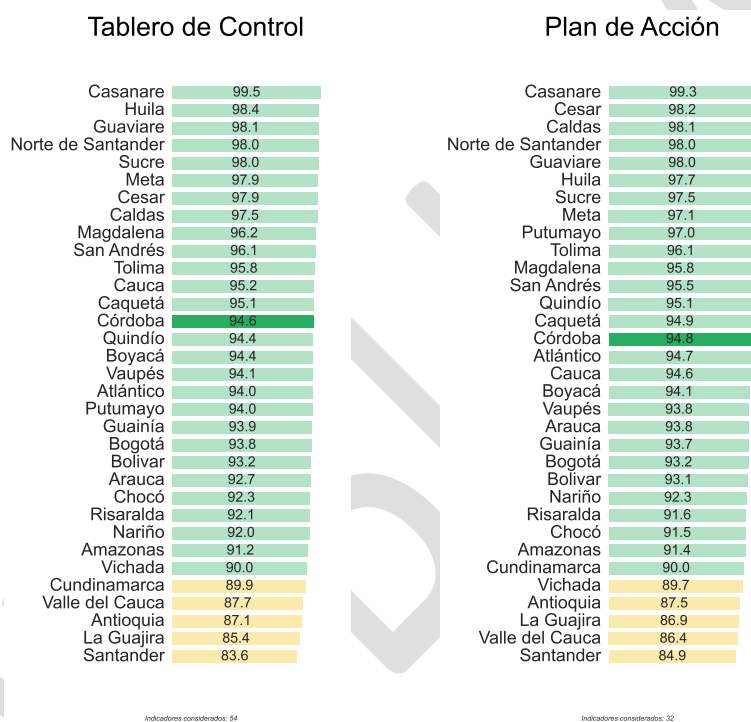 Tablero de Control
Casanare 99.5
Huila 98.4
Guaviare 98.1
Norte de Santander 98.0
Sucre 98.0
Meta 97.9
Cesar 97.9
Caldas 97.5
Magdalena 96.2
San Andrés 96.1
Tolima 95.8
Cauca 95.2
Caquetá 95.1
Córdoba 94.6
Quindío 94.4
Boyacá 94.4
Vaupés 94.1
Atlántico 94.0
Putumayo 94.0
Guainía 93.9
Bogotá 93.8
Bolivar 93.2
Arauca 92.7
Chocó 92.3
Risaralda 92.1
Nariño 92.0
Amazonas 91.2
Vichada 90.0
Cundinamarca 89.9
Valle del Cauca 87.7
Antioquia 87.1
La Guajira 85.4
Santander 83.6
Indicadores considerados: 54
Plan de Acción
Casanare 99.3
Cesar 98.2
Caldas 98.1
Norte de Santander 98.0
Guaviare 98.0
Huila 97.7
Sucre 97.5
Meta 97.1
Putumayo 97.0
Tolima 96.1
Magdalena 95.8
San Andrés 95.5
Quindío 95.1
Caquetá 94.9
Córdoba 94.8
Atlántico 94.7
Cauca 94.6
Boyacá 94.1
Vaupés 93.8
Arauca 93.8
Guainía 93.7
Bogotá 93.2
Bolivar 93.1
Nariño 92.3
Risaralda 91.6
Chocó 91.5
Amazonas 91.4
Cundinamarca 90.0
Vichada 89.7
Antioquia 87.5
La Guajira 86.9
Valle del Cauca 86.4
Santander 84.9
Indicadores considerados: 32